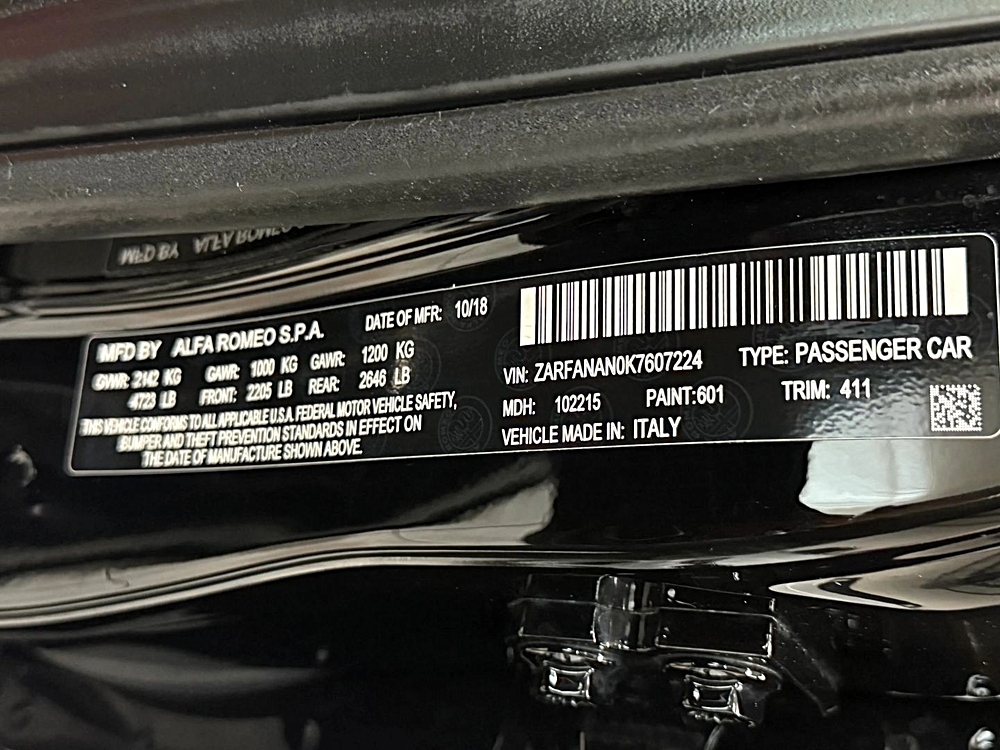 MFD BY ALFA ROMEO S.P.A. DATE OF MFR: 10/18
GVWR: 2142 KG GAWR: 1000 KG GAWR: 1200 KG
4723 LB FRONT: 2205 LB REAR: 2646 LB
THIS VEHICLE CONFORMS TO ALL APPLICABLE U.S.A. FEDERAL MOTOR VEHICLE SAFETY,
BUMPER AND THEFT PREVENTION STANDARDS IN EFFECT ON
THE DATE OF MANUFACTURE SHOWN ABOVE.
VIN: ZARFANAN0K7607224 TYPE: PASSENGER CAR
MDH: 102215 PAINT:601 TRIM: 411
VEHICLE MADE IN: ITALY